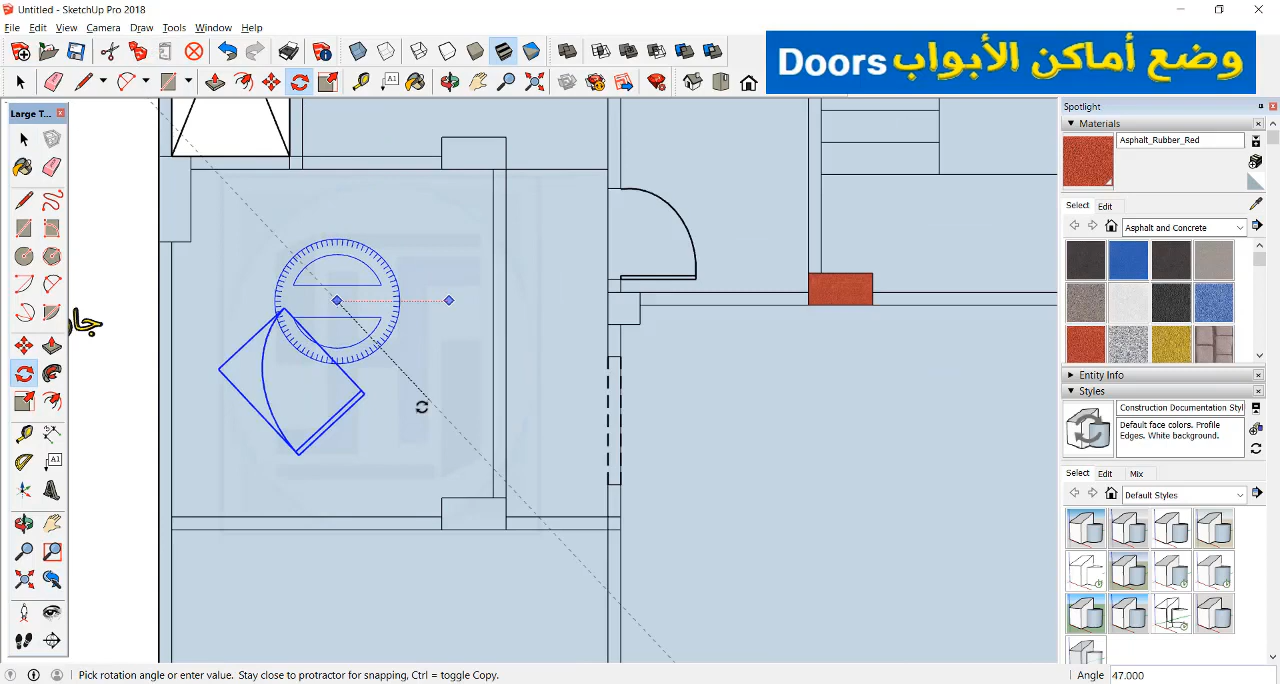 Untitled - SketchUp Pro 2018
File Edit View Camera Draw Tools Window Help
وضع أماكن الأبواب Doors
A1
Large T...
A1
Spotlight
Materials
Asphalt_Rubber_Red
Select Edit
Asphalt and Concrete
Entity Info
Styles
Construction Documentation Styl
Default face colors. Profile
Edges. White background.
Select Edit Mix
Default Styles
Pick rotation angle or enter value. Stay close to protractor for snapping, Ctrl = toggle Copy.
Angle 47.000